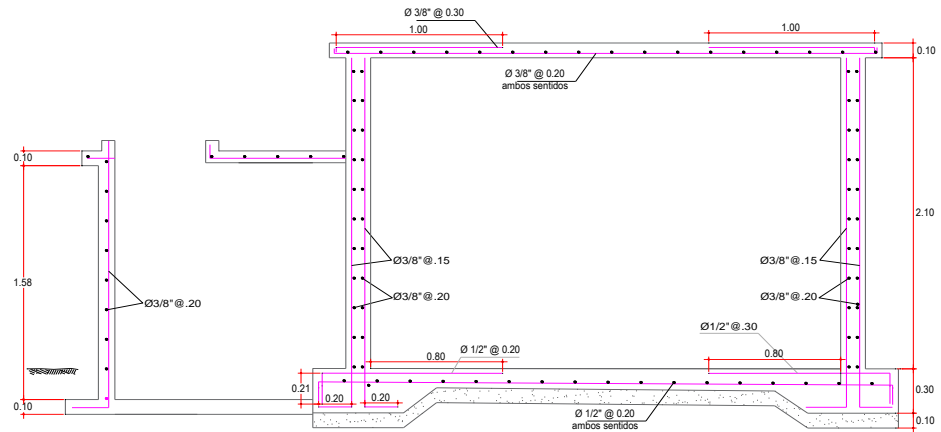 Ø 3/8" @ 0.30
1.00
1.00
0.10
Ø 3/8" @ 0.20
ambos sentidos
0.10
2.10
Ø3/8"@.15
Ø3/8"@.15
1.58
Ø3/8"@.20
Ø3/8"@.20
Ø3/8"@.20
Ø1/2"@.30
Ø 1/2" @ 0.20
0.80
0.80
0.21
0.20
0.20
0.30
0.10
Ø 1/2" @ 0.20
ambos sentidos
0.10